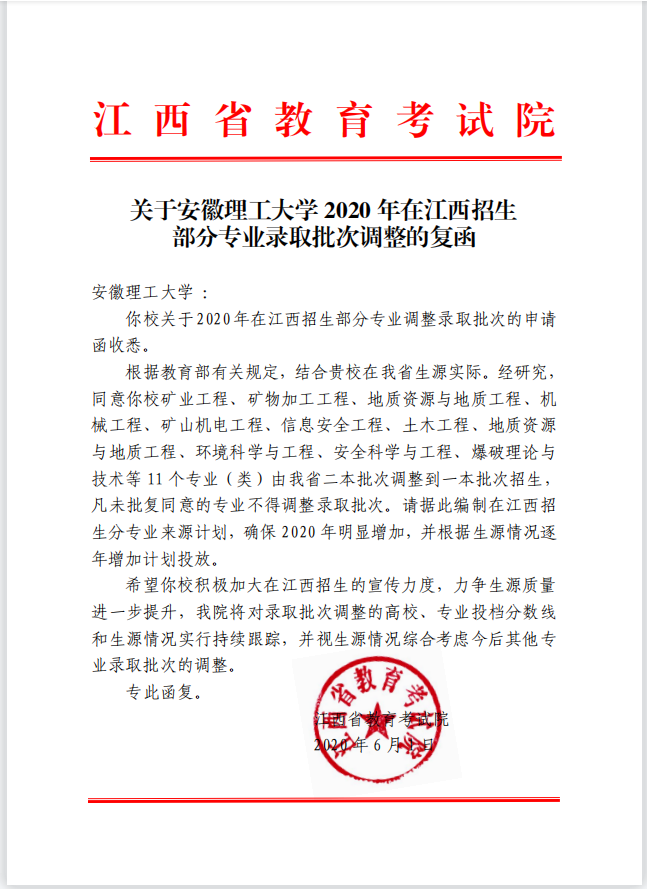 江西省教育考试院
关于安徽理工大学 2020 年在江西招生
部分专业录取批次调整的复函
安徽理工大学 ：
你校关于2020年在江西招生部分专业调整录取批次的申请
函收悉。
根据教育部有关规定，结合贵校在我省生源实际。经研究，
同意你校矿业工程、矿物加工工程、地质资源与地质工程、机
械工程、矿山机电工程、信息安全工程、土木工程、地质资源
与地质工程、环境科学与工程、安全科学与工程、爆破理论与
技术等 11 个专业（类）由我省二本批次调整到一本批次招生，
凡未批复同意的专业不得调整录取批次。请据此编制在江西招
生分专业来源计划，确保 2020 年明显增加，并根据生源情况逐
年增加计划投放。
希望你校积极加大在江西招生的宣传力度，力争生源质量
进一步提升，我院将对录取批次调整的高校、专业投档分数线
和生源情况实行持续跟踪，并视生源情况综合考虑今后其他专
业录取批次的调整。
专此函复。
江西省教育考试院
江西省教育考试院
2020 年 6 月 日